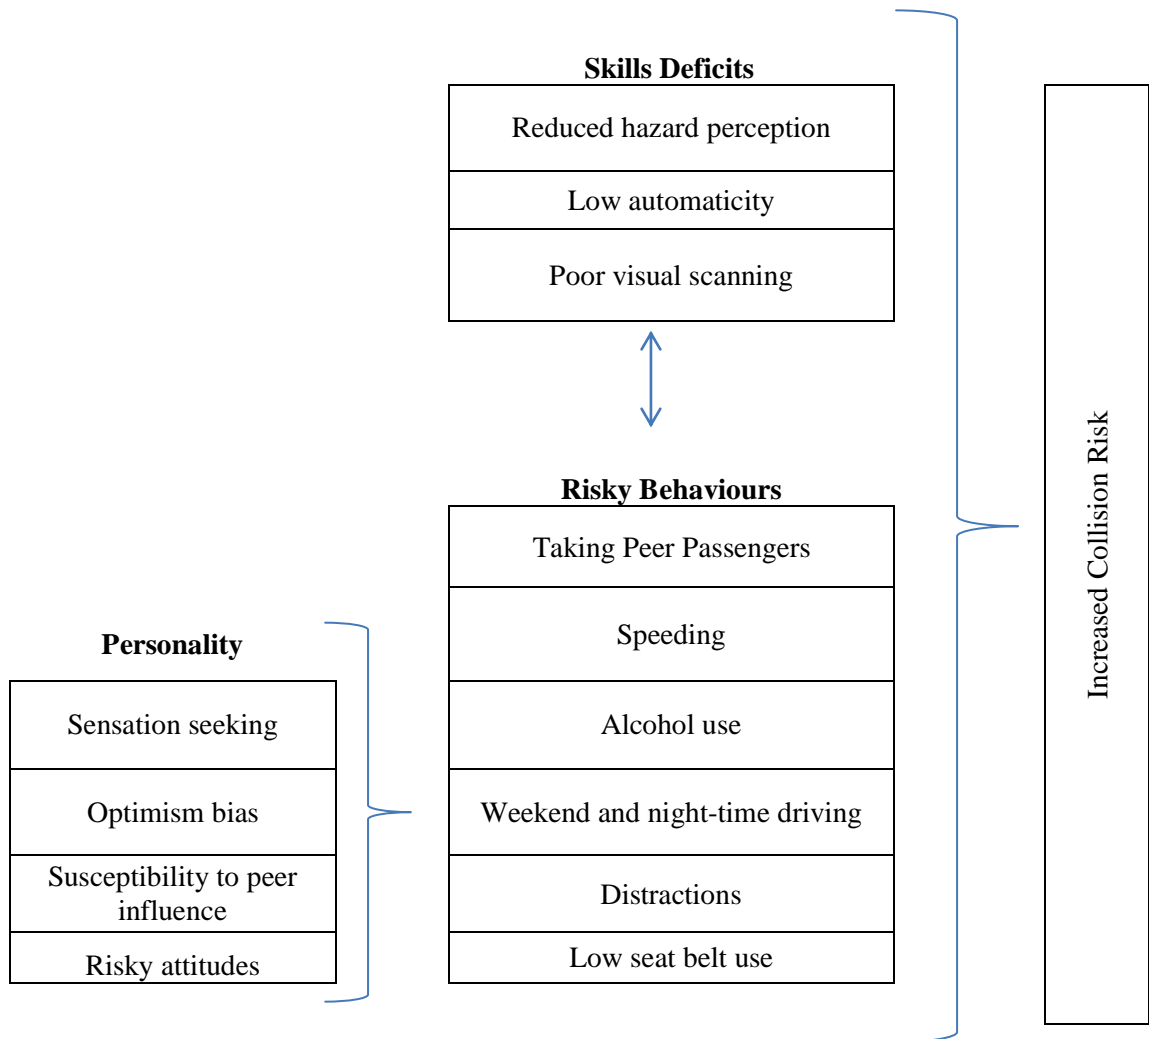 Skills Deficits
Reduced hazard perception
Low automaticity
Poor visual scanning
Risky Behaviours
Taking Peer Passengers
Speeding
Alcohol use
Weekend and night-time driving
Distractions
Low seat belt use
Personality
Sensation seeking
Optimism bias
Susceptibility to peer
influence
Risky attitudes
Increased Collision Risk